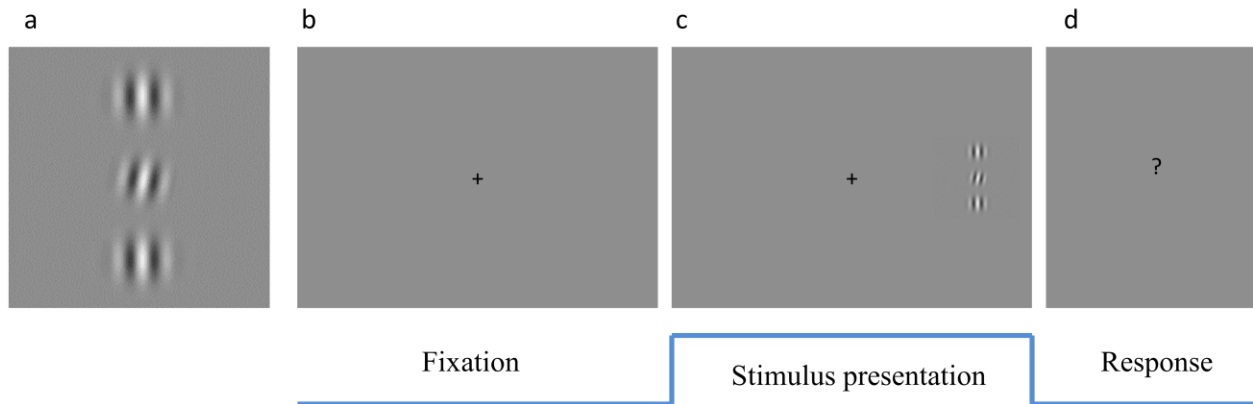 a
b
c
d
+
+
?
Fixation
Stimulus presentation
Response